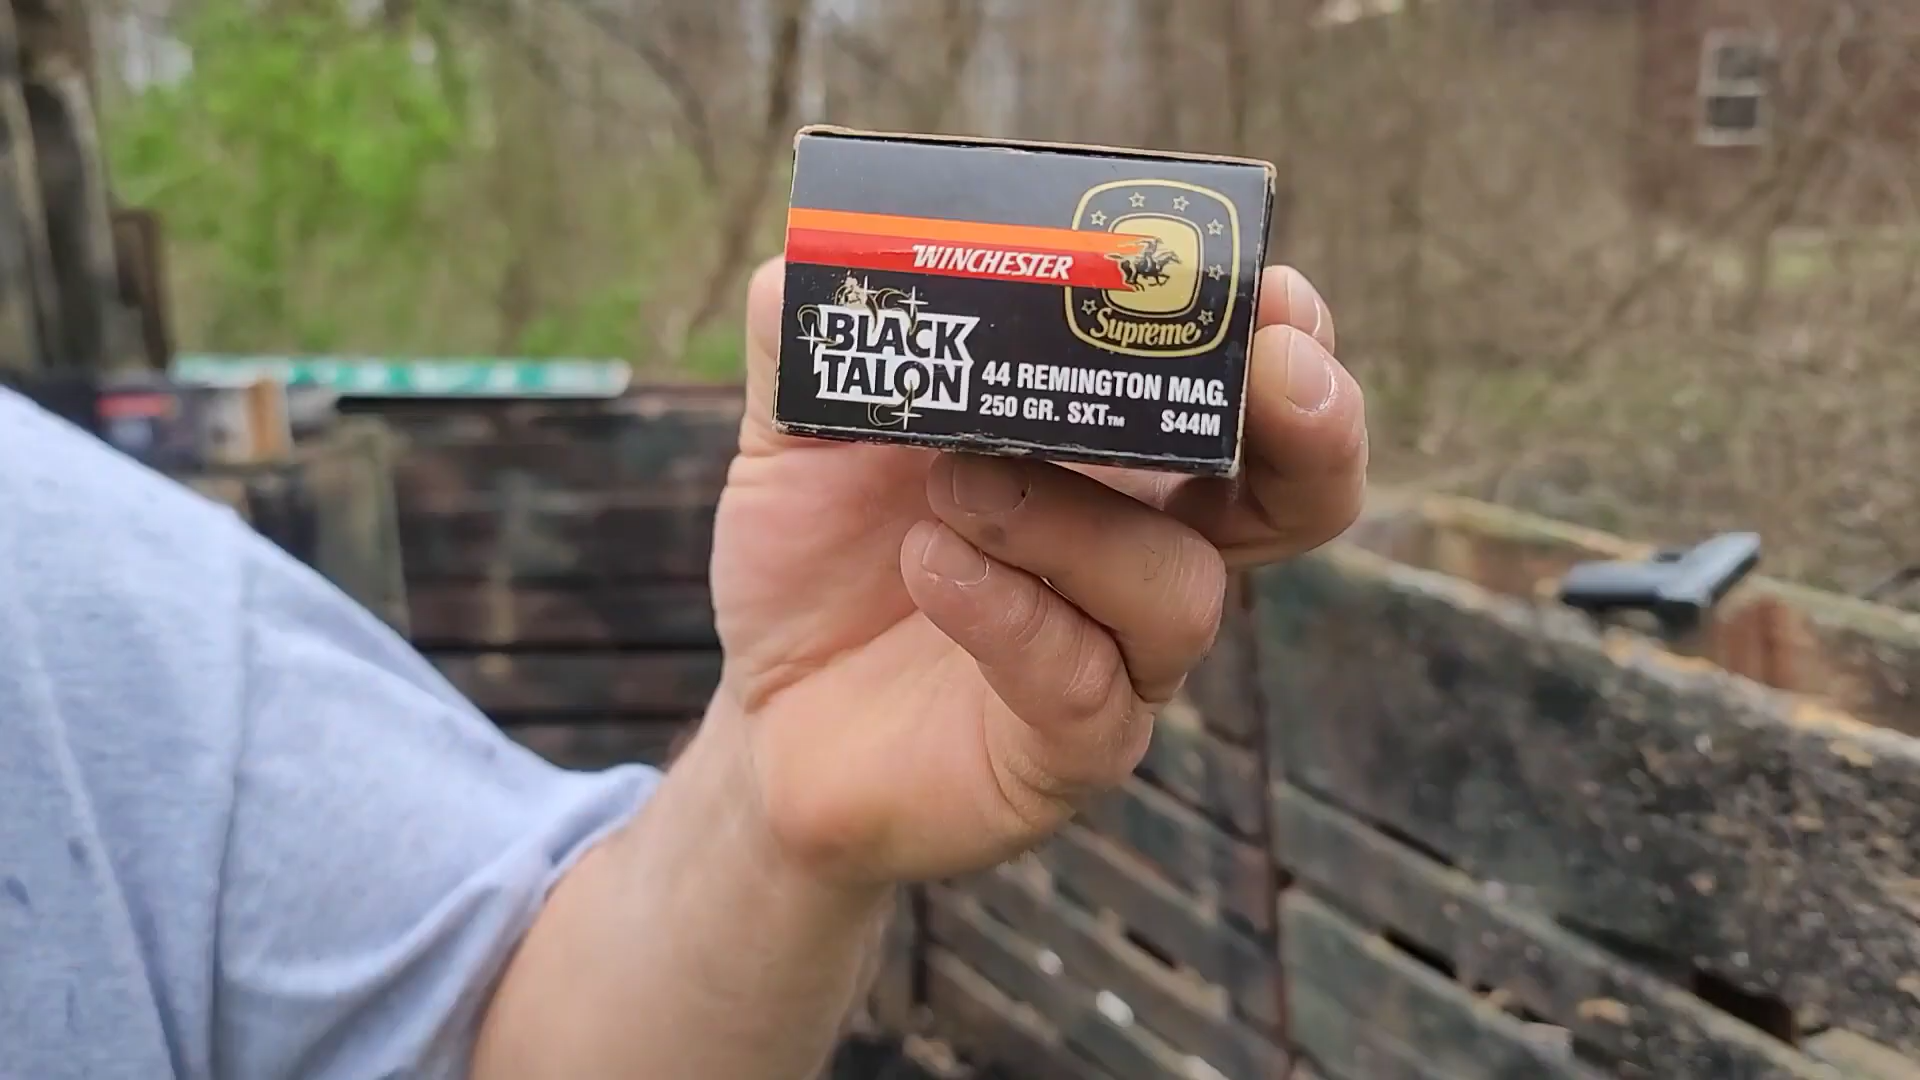 WINCHESTER
Supreme
BLACK
TALON
44 REMINGTON MAG.
250 GR. SXT™ S44M